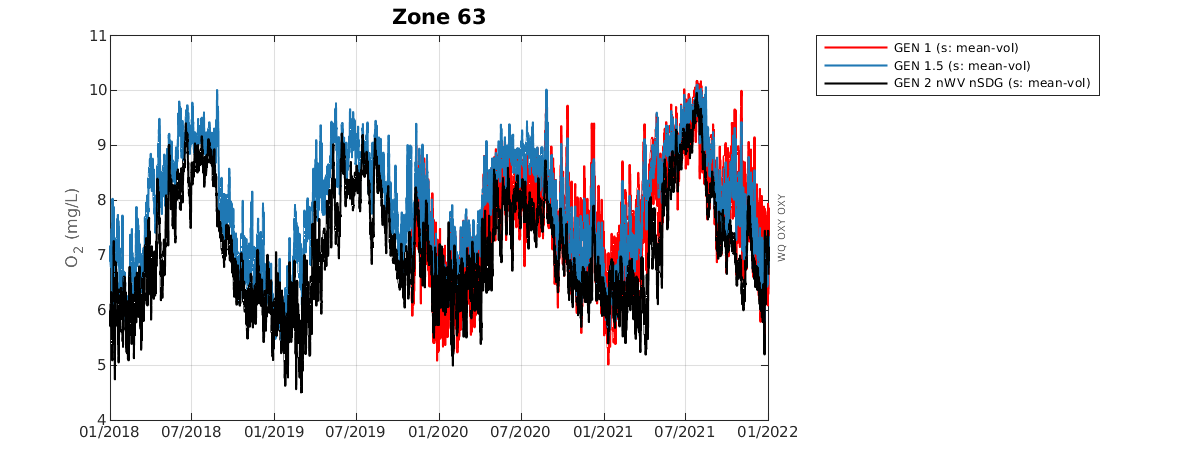 Zone 63
11
10
9
8
7
6
5
4
O2 (mg/L)
01/2018 07/2018 01/2019 07/2019 01/2020 07/2020 01/2021 07/2021 01/2022
WQ OXY OXY
GEN 1 (s: mean-vol)
GEN 1.5 (s: mean-vol)
GEN 2 nWV nSDG (s: mean-vol)